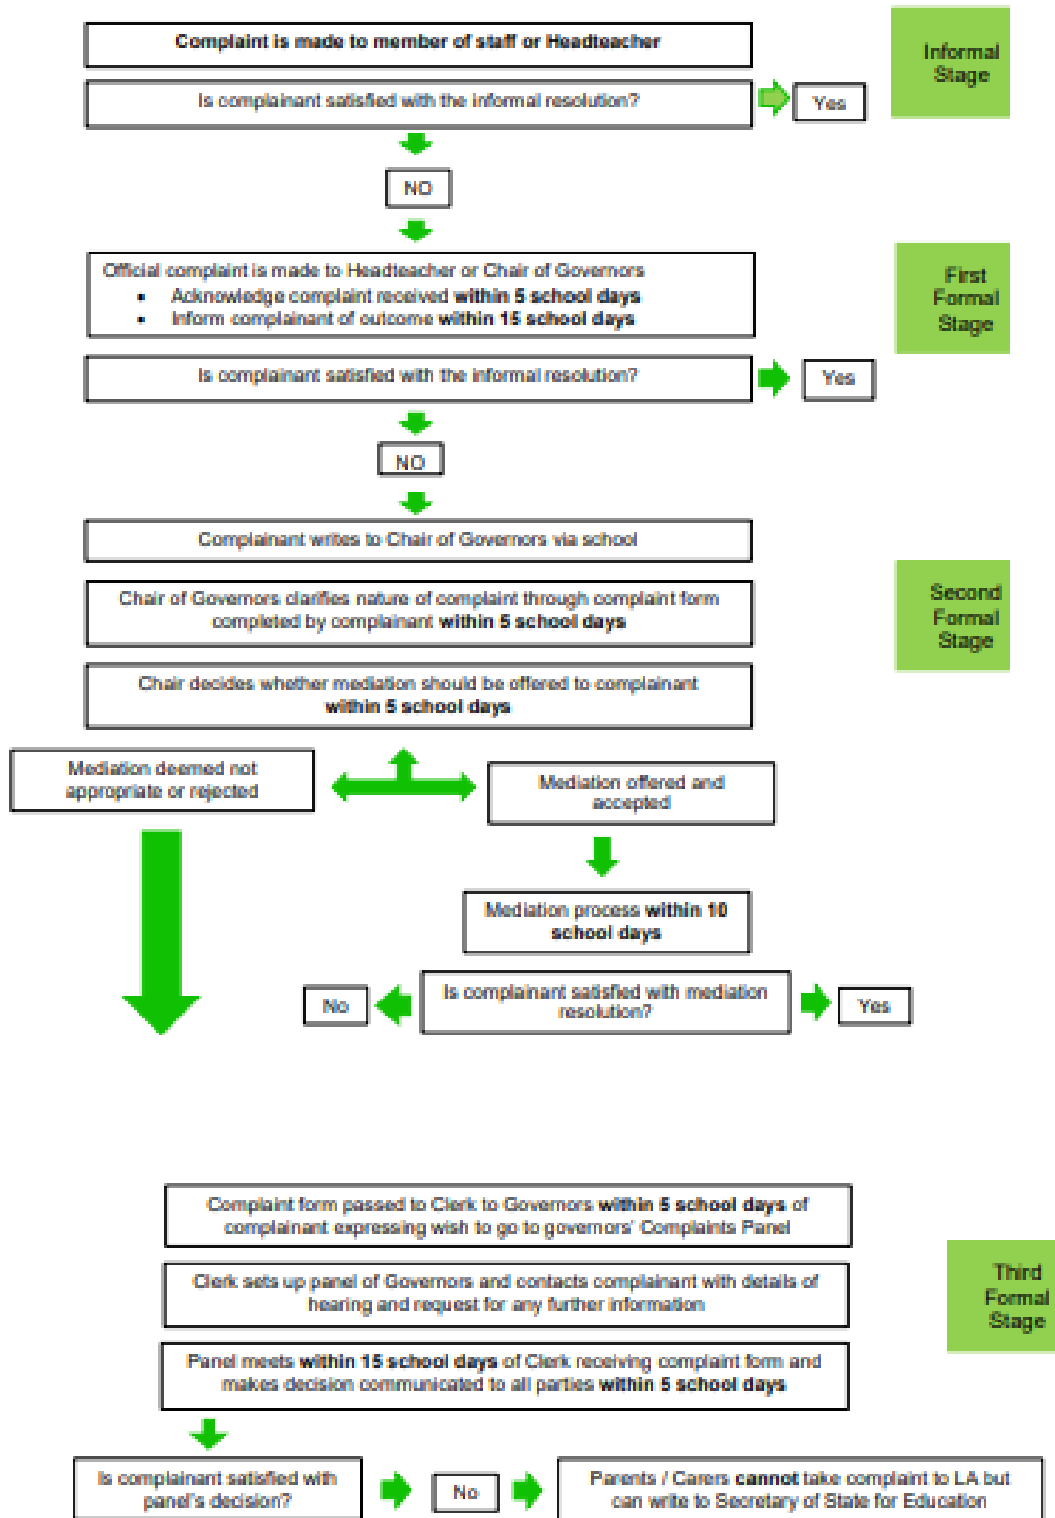 Complaint is made to member of staff or Headteacher
Informal
Stage
Is complainant satisfied with the informal resolution?
Yes
NO
Official complaint is made to Headteacher or Chair of Governors
• Acknowledge complaint received within 5 school days
• Inform complainant of outcome within 15 school days
First
Formal
Stage
Is complainant satisfied with the informal resolution?
Yes
NO
Complainant writes to Chair of Governors via school
Chair of Governors clarifies nature of complaint through complaint form
completed by complainant within 5 school days
Second
Formal
Stage
Chair decides whether mediation should be offered to complainant
within 5 school days
Mediation deemed not
appropriate or rejected
Mediation offered and
accepted
Mediation process within 10
school days
Is complainant satisfied with mediation
resolution?
No
Yes
Complaint form passed to Clerk to Governors within 5 school days of
complainant expressing wish to go to governors' Complaints Panel
Clerk sets up panel of Governors and contacts complainant with details of
hearing and request for any further information
Third
Formal
Stage
Panel meets within 15 school days of Clerk receiving complaint form and
makes decision communicated to all parties within 5 school days
Is complainant satisfied with
panel's decision?
No
Parents / Carers cannot take complaint to LA but
can write to Secretary of State for Education